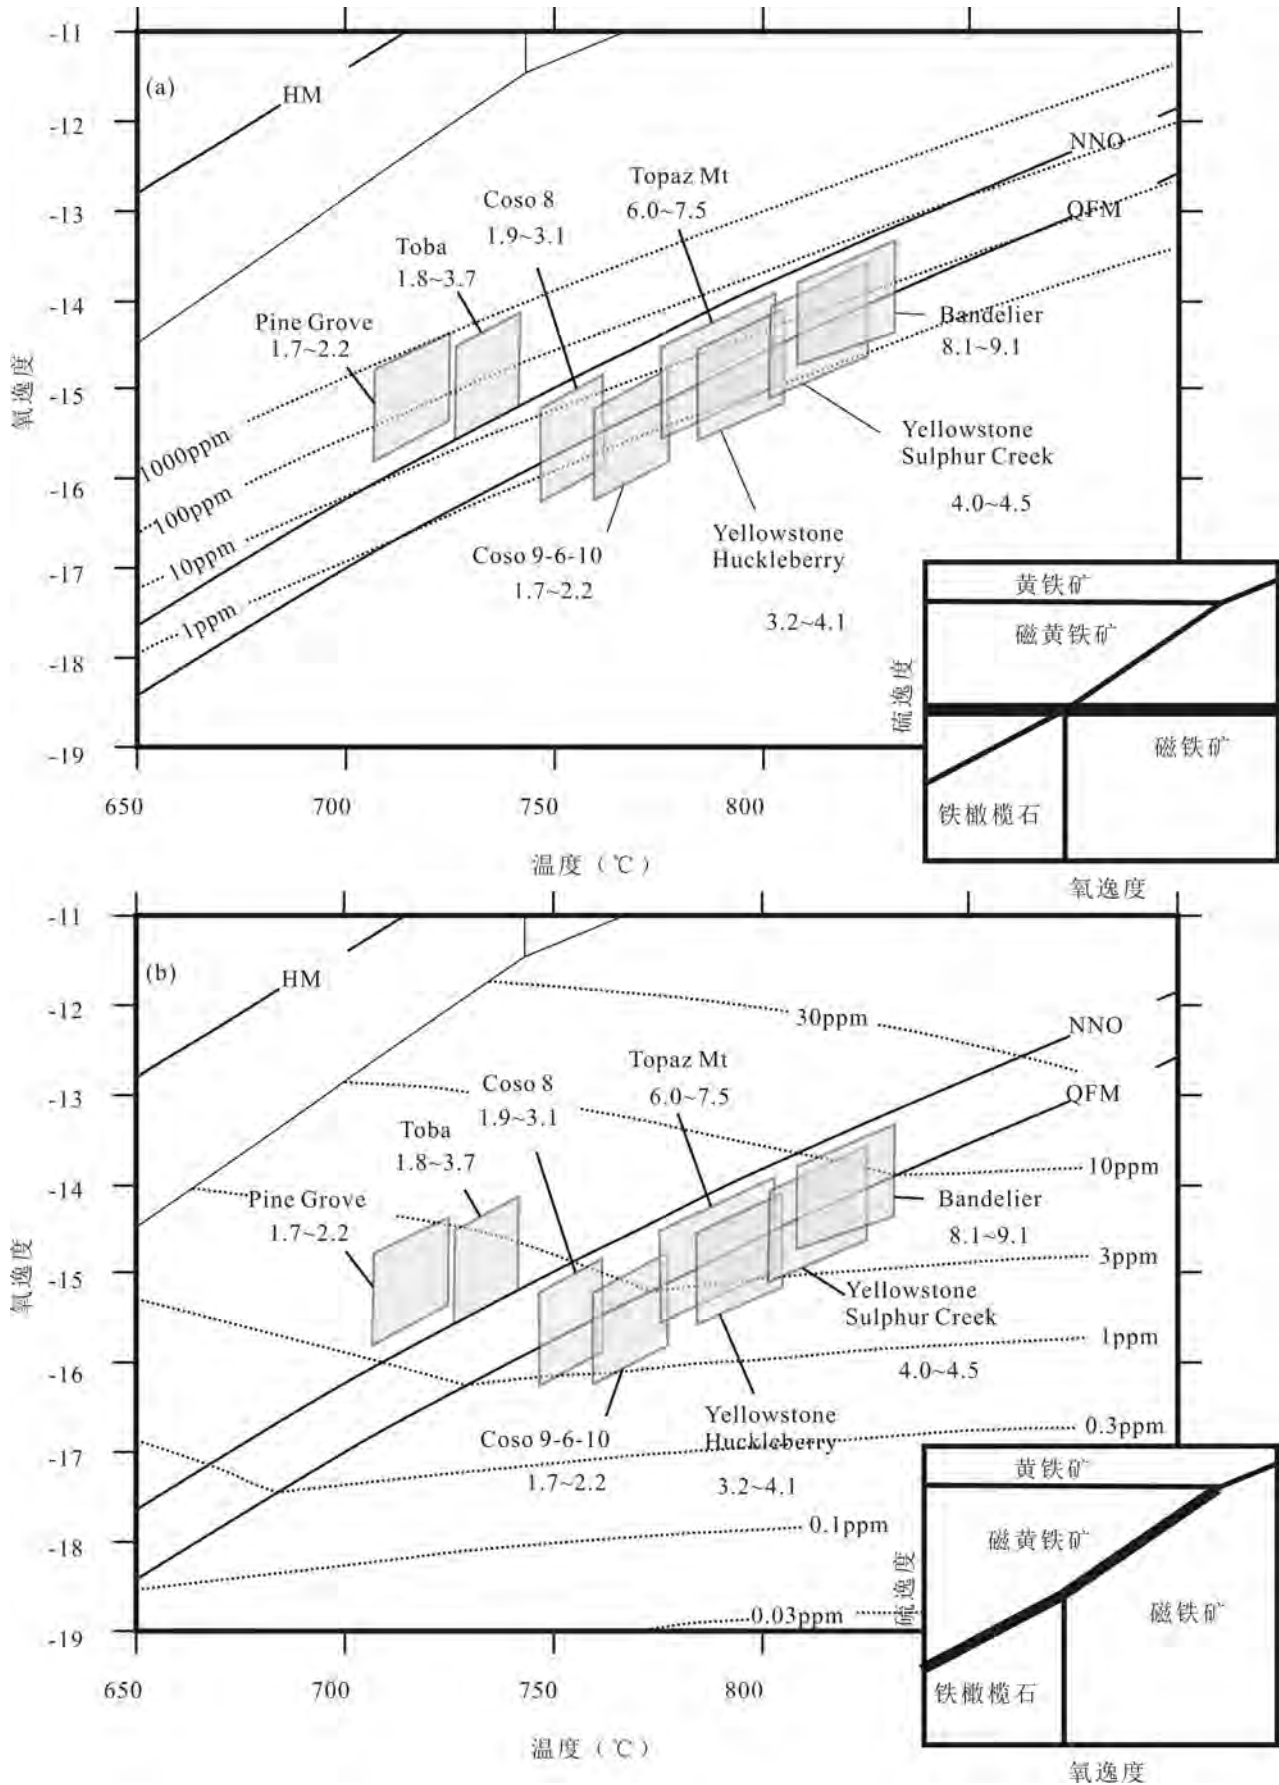 -11
(a)
HM
-12
NNO
Topaz Mt
-13
Coso 8
6.0~7.5
QFM
1.9~3.1
Toba
1.8~3.7
-14
Pine Grove
Bandelier
1.7~2.2
8.1~9.1
氧逸度
-15
Yellowstone
Sulphur Creek
1000ppm
-16
100ppm
4.0~4.5
Yellowstone
Huckleberry
10ppm
Coso 9-6-10
-17
1.7~2.2
黄铁矿
1ppm
3.2~4.1
磁黄铁矿
-18
硫逸度
-19
磁铁矿
650
700
750
800
铁橄榄石
温度（℃）
氧逸度
-11
(b)
HM
-12
30ppm
NNO
Topaz Mt
Coso 8
6.0~7.5
-13
QFM
1.9~3.1
Toba
1.8~3.7
10ppm
-14
Pine Grove
Bandelier
1.7~2.2
8.1~9.1
3ppm
氧逸度
-15
Yellowstone
Sulphur Creek
1ppm
-16
4.0~4.5
Yellowstone
0.3ppm
Coso 9-6-10
Huckleberry
-17
1.7~2.2
3.2~4.1
黄铁矿
0.1ppm
磁黄铁矿
-18
硫逸度
0.03ppm
磁铁矿
-19
650
700
750
800
铁橄榄石
温度（℃）
氧逸度